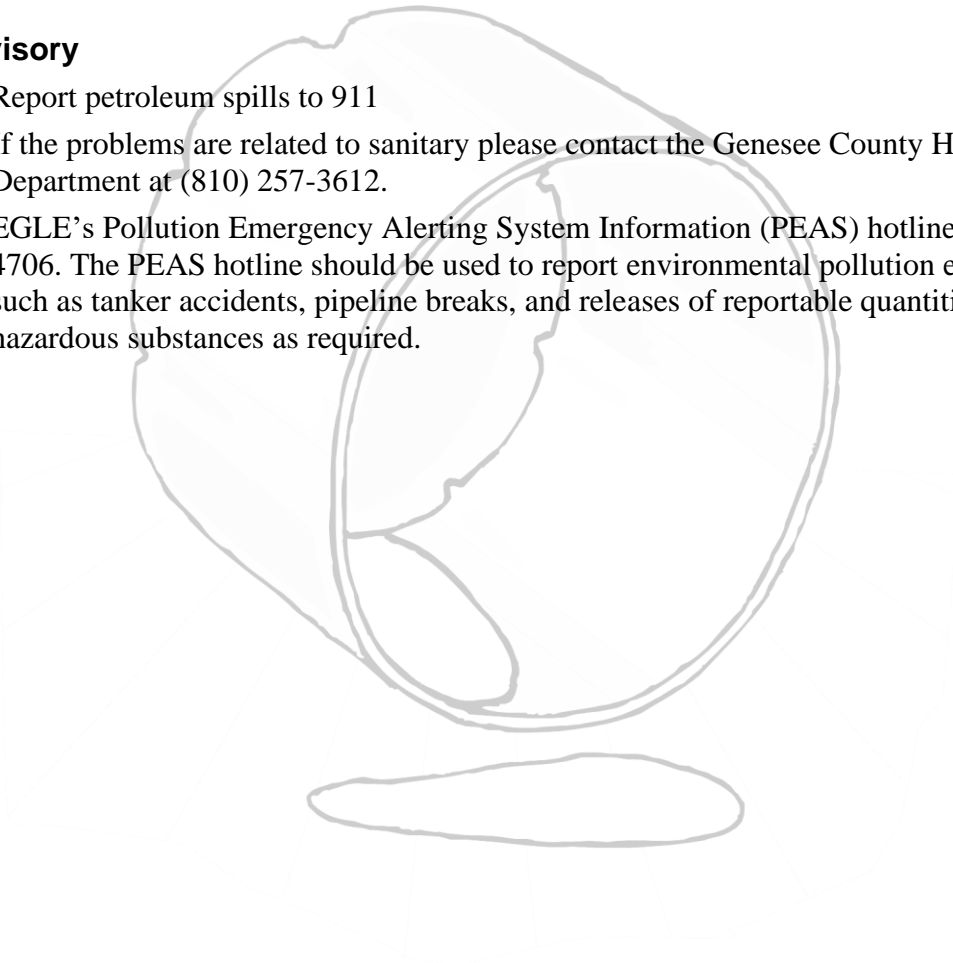 visory
Report petroleum spills to 911
If the problems are related to sanitary please contact the Genesee County H
Department at (810) 257-3612.
EGLE’s Pollution Emergency Alerting System Information (PEAS) hotline
4706. The PEAS hotline should be used to report environmental pollution e
such as tanker accidents, pipeline breaks, and releases of reportable quantiti
hazardous substances as required.